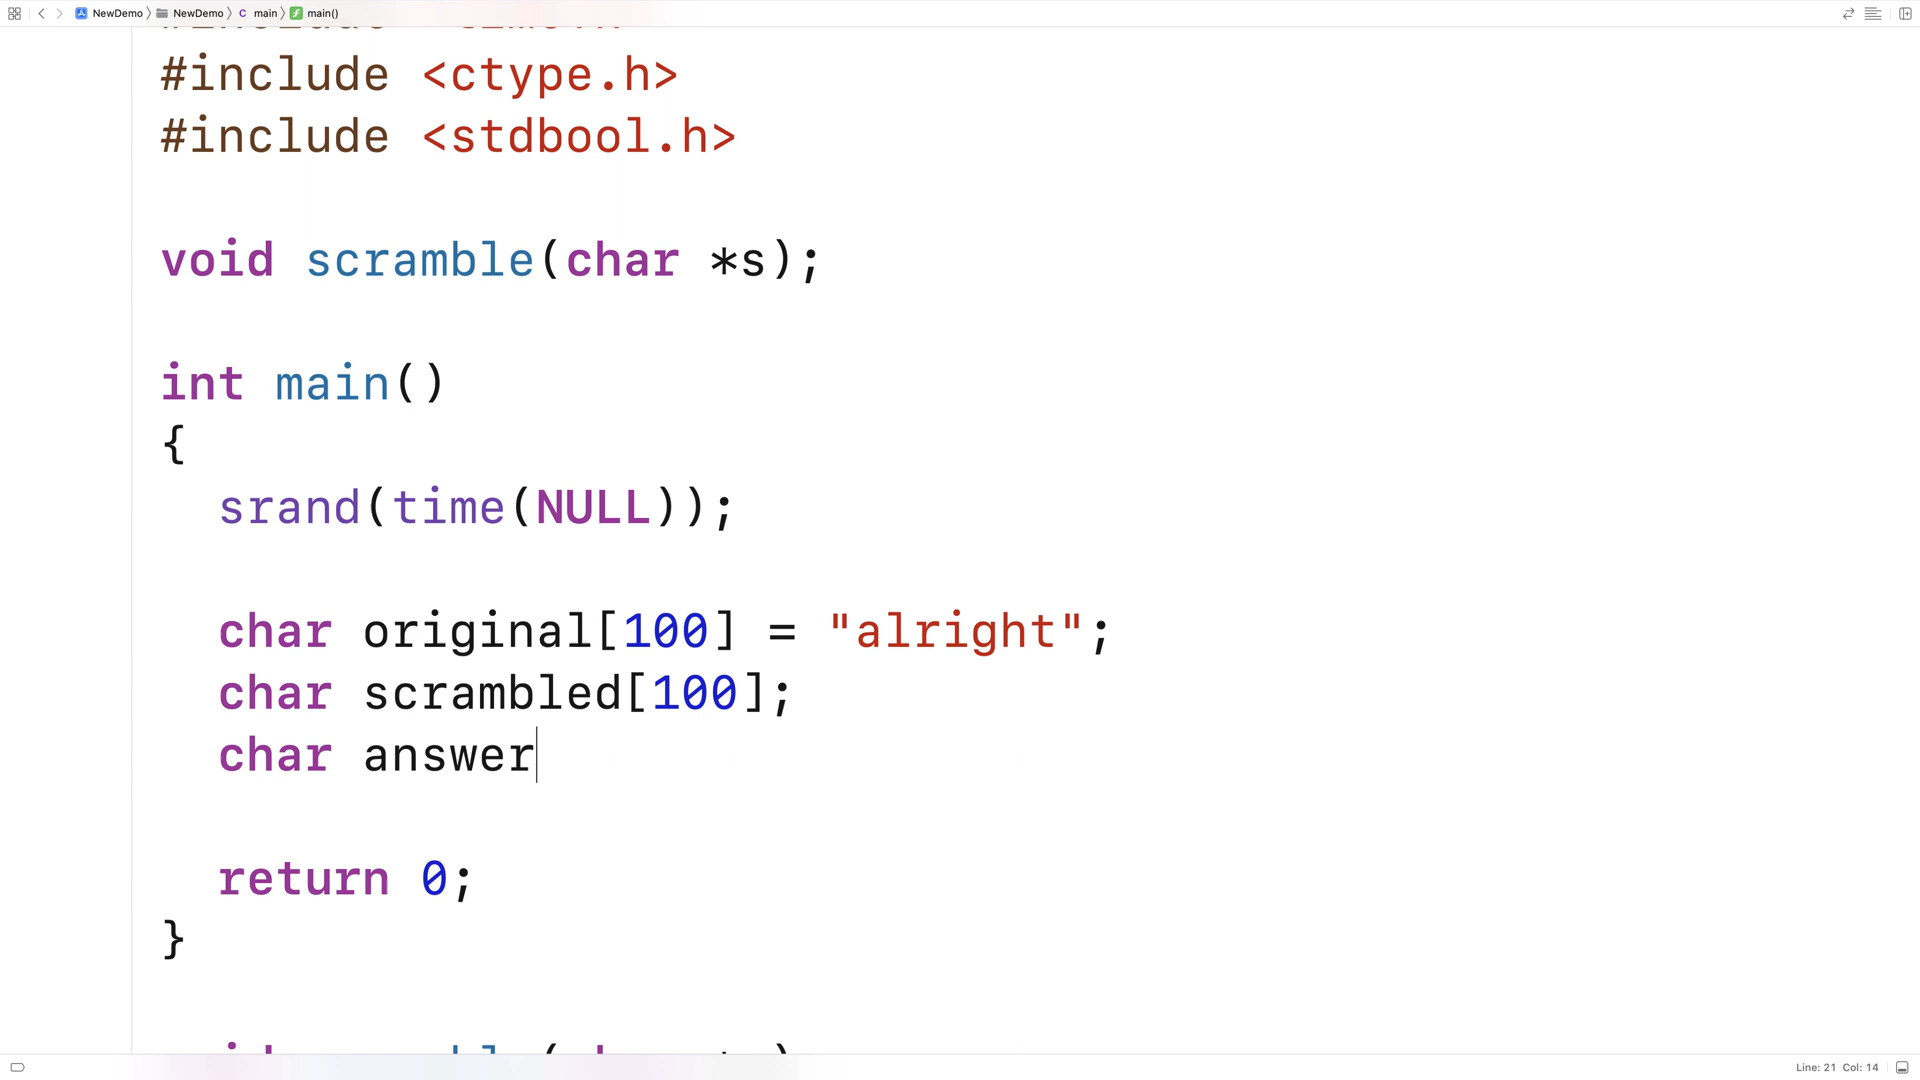 NewDemo NewDemo C main f main()
#include <ctype.h>
#include <stdbool.h>
void scramble(char *s);
int main()
{
srand(time(NULL));
char original[100] = "alright";
char scrambled[100];
char answer
return 0;
}
Line: 21 Col: 14